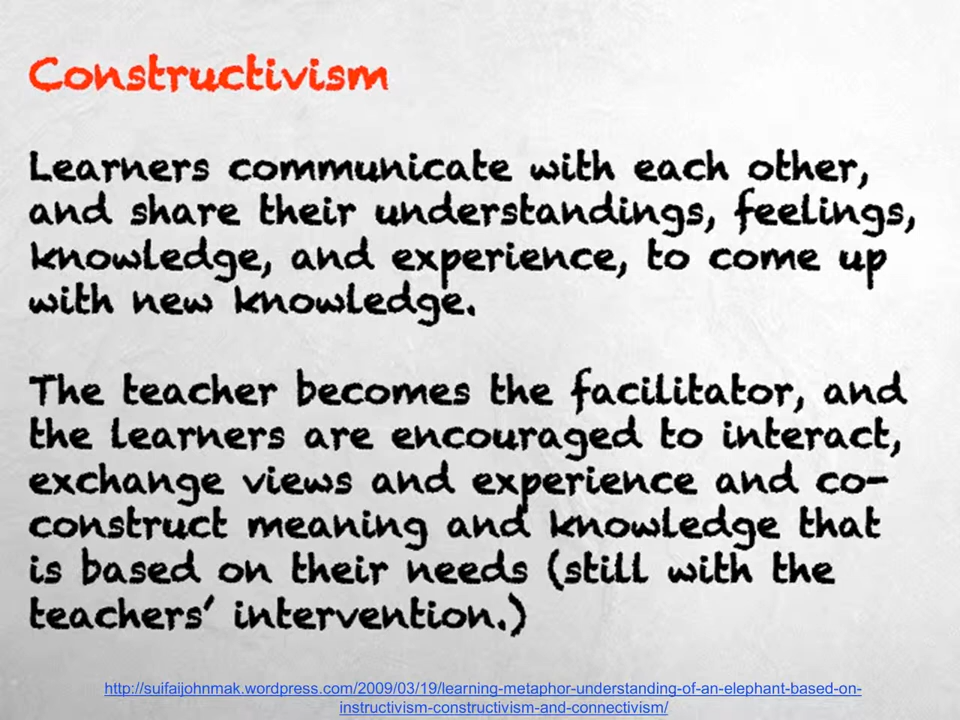 Constructivism
Learners communicate with each other,
and share their understandings, feelings,
knowledge, and experience, to come up
with new knowledge.
The teacher becomes the facilitator, and
the learners are encouraged to interact,
exchange views and experience and co-
construct meaning and knowledge that
is based on their needs (still with the
teachers' intervention.)
http://suifaijohnmak.wordpress.com/2009/03/19/learning-metaphor-understanding-of-an-elephant-based-on-
instructivism-constructivism-and-connectivism/